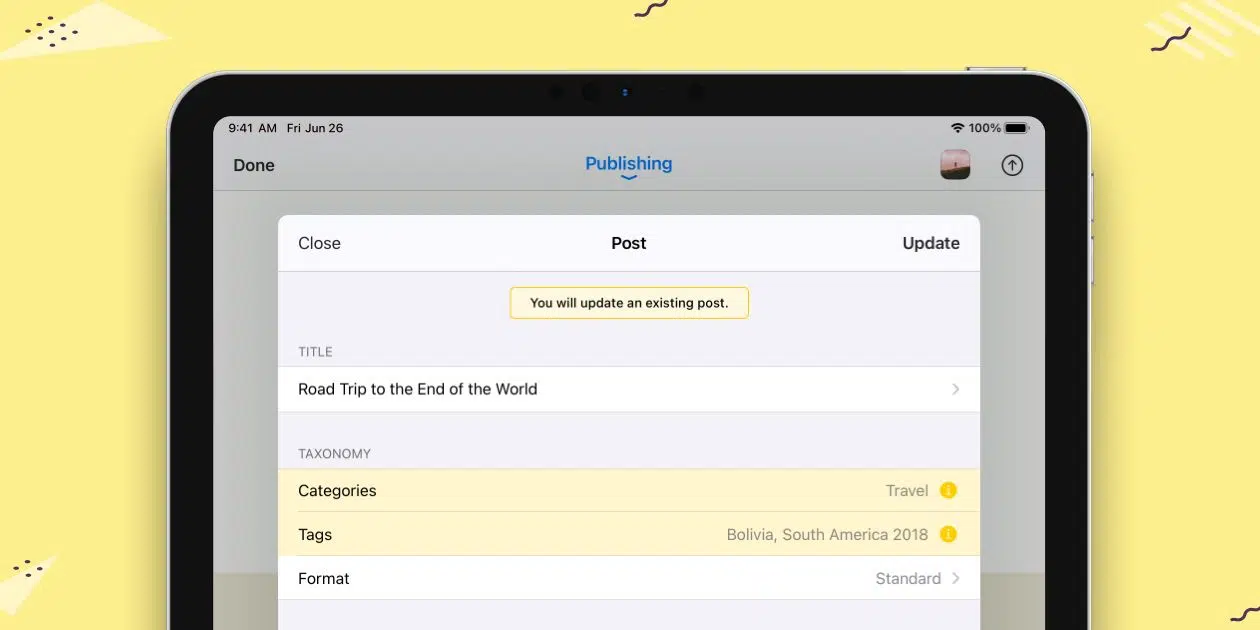 9:41 AM Fri Jun 26 100%
Done Publishing
Close Post Update
You will update an existing post.
TITLE
Road Trip to the End of the World
TAXONOMY
Categories Travel
Tags Bolivia, South America 2018
Format Standard